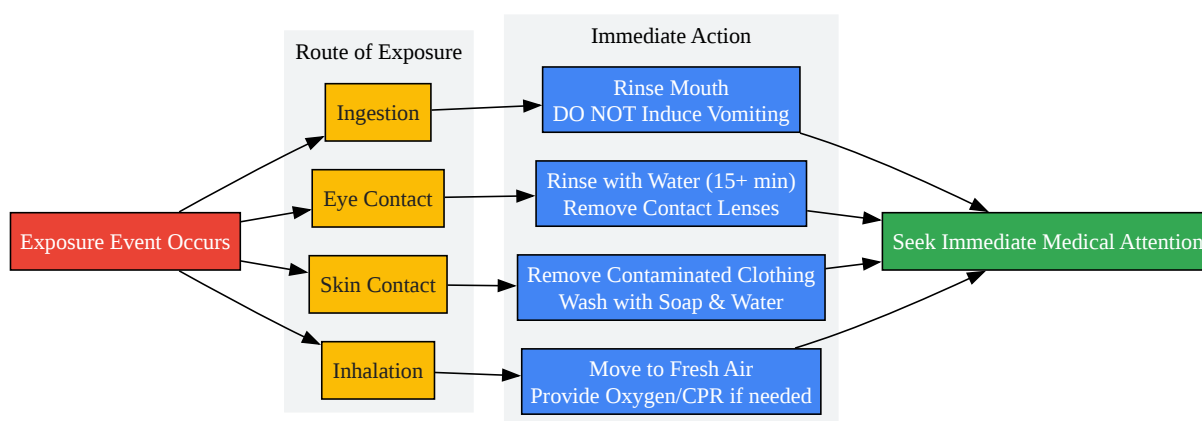 Route of Exposure
Immediate Action
Exposure Event Occurs
Ingestion
Rinse Mouth
DO NOT Induce Vomiting
Eye Contact
Rinse with Water (15+ min)
Remove Contact Lenses
Skin Contact
Remove Contaminated Clothing
Wash with Soap & Water
Inhalation
Move to Fresh Air
Provide Oxygen/CPR if needed
Seek Immediate Medical Attention